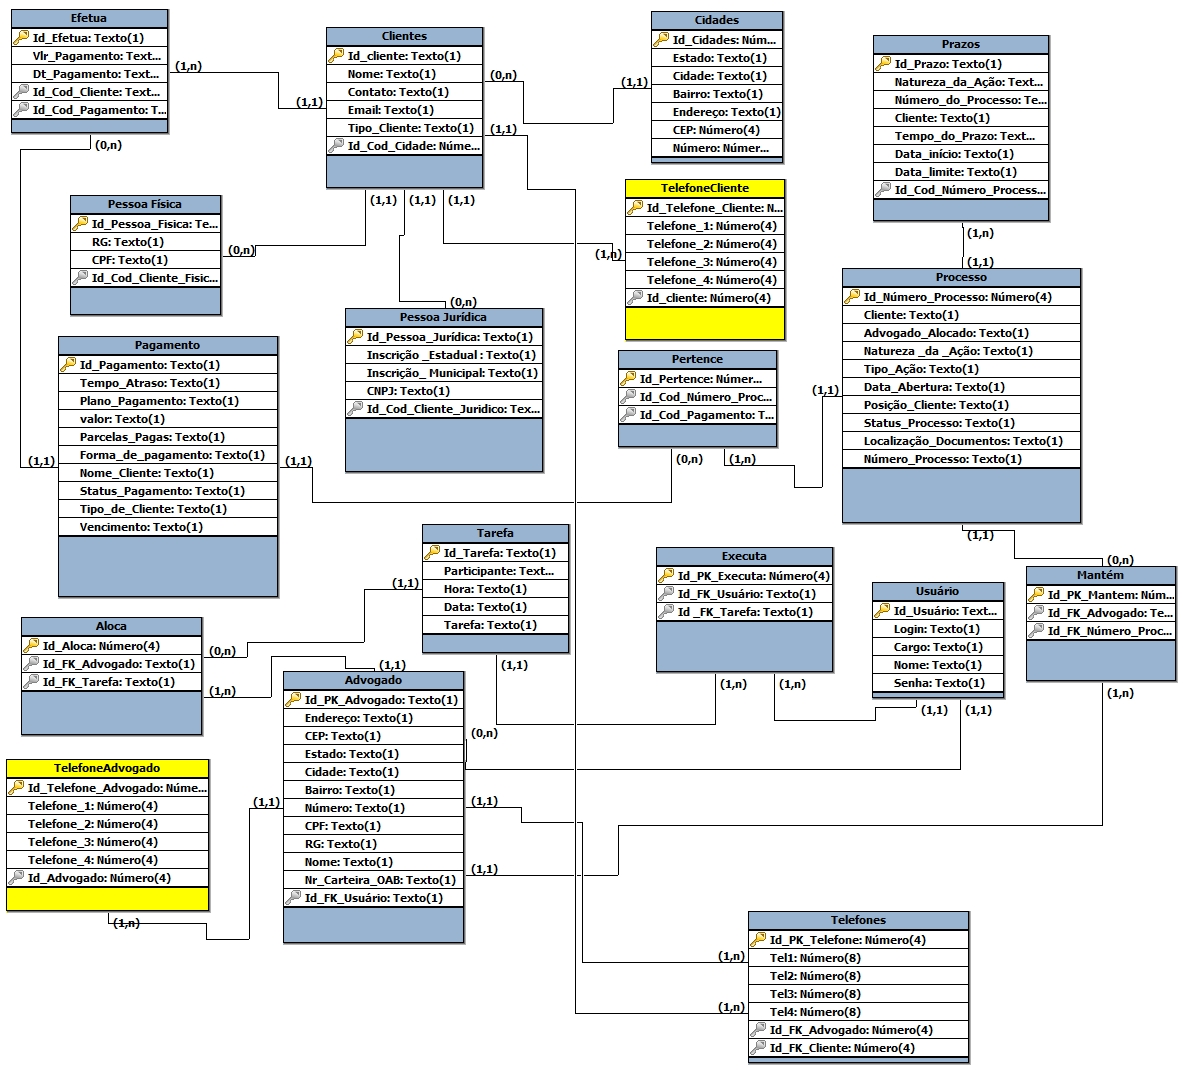 Efetua
Id_Efetua: Texto(1)
Vlr_Pagamento: Text...
Dt_Pagamento: Text...
Id_Cod_Cliente: Text...
Id_Cod_Pagamento: T...
(1,n)
(0,n)
Clientes
Id_cliente: Texto(1)
Nome: Texto(1)
Contato: Texto(1)
Email: Texto(1)
Tipo_Cliente: Texto(1)
Id_Cod_Cidade: Núme...
(1,1)
(0,n)
(1,1)
(1,1)
(1,1)
(1,1)
Cidades
Id_Cidades: Núm...
Estado: Texto(1)
Cidade: Texto(1)
Bairro: Texto(1)
Endereço: Texto(1)
CEP: Número(4)
Número: Númer...
(1,1)
Prazos
Id_Prazo: Texto(1)
Natureza_da_Ação: Text...
Número_do_Processo: Te...
Cliente: Texto(1)
Tempo_do_Prazo: Text...
Data_início: Texto(1)
Data_limite: Texto(1)
Id_Cod_Número_Process...
(1,n)
(1,1)
Pessoa Física
Id_Pessoa_Fisica: Te...
RG: Texto(1)
CPF: Texto(1)
Id_Cod_Cliente_Fisic...
(0,n)
TelefoneCliente
Id_Telefone_Cliente: N...
Telefone_1: Número(4)
Telefone_2: Número(4)
Telefone_3: Número(4)
Telefone_4: Número(4)
Id_cliente: Número(4)
(1,n)
Processo
Id_Número_Processo: Número(4)
Cliente: Texto(1)
Advogado_Alocado: Texto(1)
Natureza _da _Ação: Texto(1)
Tipo_Ação: Texto(1)
Data_Abertura: Texto(1)
Posição_Cliente: Texto(1)
Status_Processo: Texto(1)
Localização_Documentos: Texto(1)
Número_Processo: Texto(1)
(1,1)
(1,1)
(0,n)
Pessoa Jurídica
Id_Pessoa_Jurídica: Texto(1)
Inscrição _Estadual : Texto(1)
Inscrição_ Municipal: Texto(1)
CNPJ: Texto(1)
Id_Cod_Cliente_Juridico: Tex...
Pagamento
Id_Pagamento: Texto(1)
Tempo_Atraso: Texto(1)
Plano_Pagamento: Texto(1)
valor: Texto(1)
Parcelas_Pagas: Texto(1)
Forma_de_pagamento: Texto(1)
Nome_Cliente: Texto(1)
Status_Pagamento: Texto(1)
Tipo_de_Cliente: Texto(1)
Vencimento: Texto(1)
(1,1)
(1,1)
Pertence
Id_Pertence: Númer...
Id_Cod_Número_Proc...
Id_Cod_Pagamento: T...
(0,n)
(1,n)
Tarefa
Id_Tarefa: Texto(1)
Participante: Text...
Hora: Texto(1)
Data: Texto(1)
Tarefa: Texto(1)
(1,1)
(1,1)
Executa
Id_PK_Executa: Número(4)
Id_FK_Usuário: Texto(1)
Id _FK_Tarefa: Texto(1)
(1,n)
(1,n)
Usuário
Id_Usuário: Text...
Login: Texto(1)
Cargo: Texto(1)
Nome: Texto(1)
Senha: Texto(1)
(1,1)
(1,1)
(0,n)
Mantém
Id_PK_Mantem: Núm...
Id_FK_Advogado: Te...
Id_FK_Número_Proc...
(1,n)
Aloca
Id_Aloca: Número(4)
Id_FK_Advogado: Texto(1)
Id_FK_Tarefa: Texto(1)
(0,n)
(1,n)
(1,1)
Advogado
Id_PK_Advogado: Texto(1)
Endereço: Texto(1)
CEP: Texto(1)
Estado: Texto(1)
Cidade: Texto(1)
Bairro: Texto(1)
Número: Texto(1)
CPF: Texto(1)
RG: Texto(1)
Nome: Texto(1)
Nr_Carteira_OAB: Texto(1)
Id_FK_Usuário: Texto(1)
(0,n)
(1,1)
(1,1)
(1,1)
TelefoneAdvogado
Id_Telefone_Advogado: Núme...
Telefone_1: Número(4)
Telefone_2: Número(4)
Telefone_3: Número(4)
Telefone_4: Número(4)
Id_Advogado: Número(4)
(1,n)
Telefones
Id_PK_Telefone: Número(4)
Tel1: Número(8)
Tel2: Número(8)
Tel3: Número(8)
Tel4: Número(8)
Id_FK_Advogado: Número(4)
Id_FK_Cliente: Número(4)
(1,n)
(1,n)